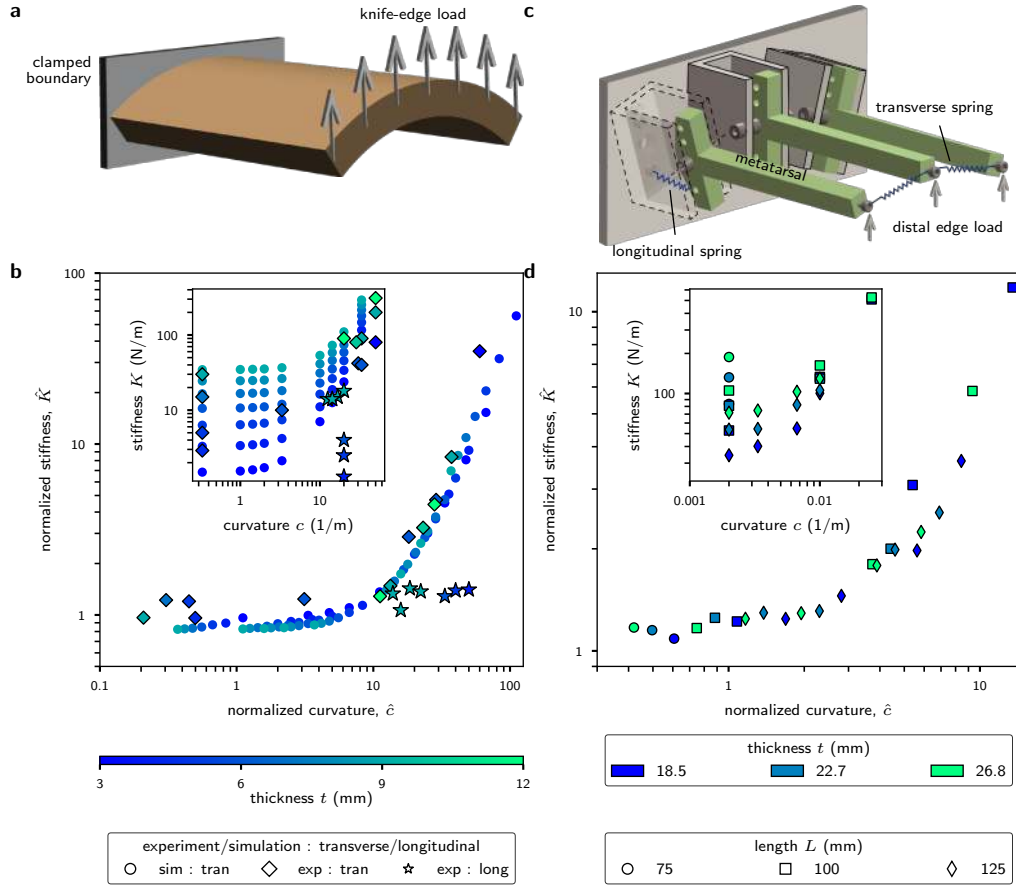 a
knife-edge load
clamped
boundary
c
transverse spring
metatarsal
distal edge load
longitudinal spring
b
100
10
1
normalized stiffness, K̂
0.1
1
10
100
normalized curvature, ĉ
100
10
stiffness K (N/m)
1
10
curvature c (1/m)
3
6
9
12
thickness t (mm)
experiment/simulation : transverse/longitudinal
sim : tran
exp : tran
exp : long
d
10
1
normalized stiffness, K̂
1
10
normalized curvature, ĉ
100
stiffness K (N/m)
0.001
0.01
curvature c (1/m)
thickness t (mm)
18.5
22.7
26.8
length L (mm)
75
100
125